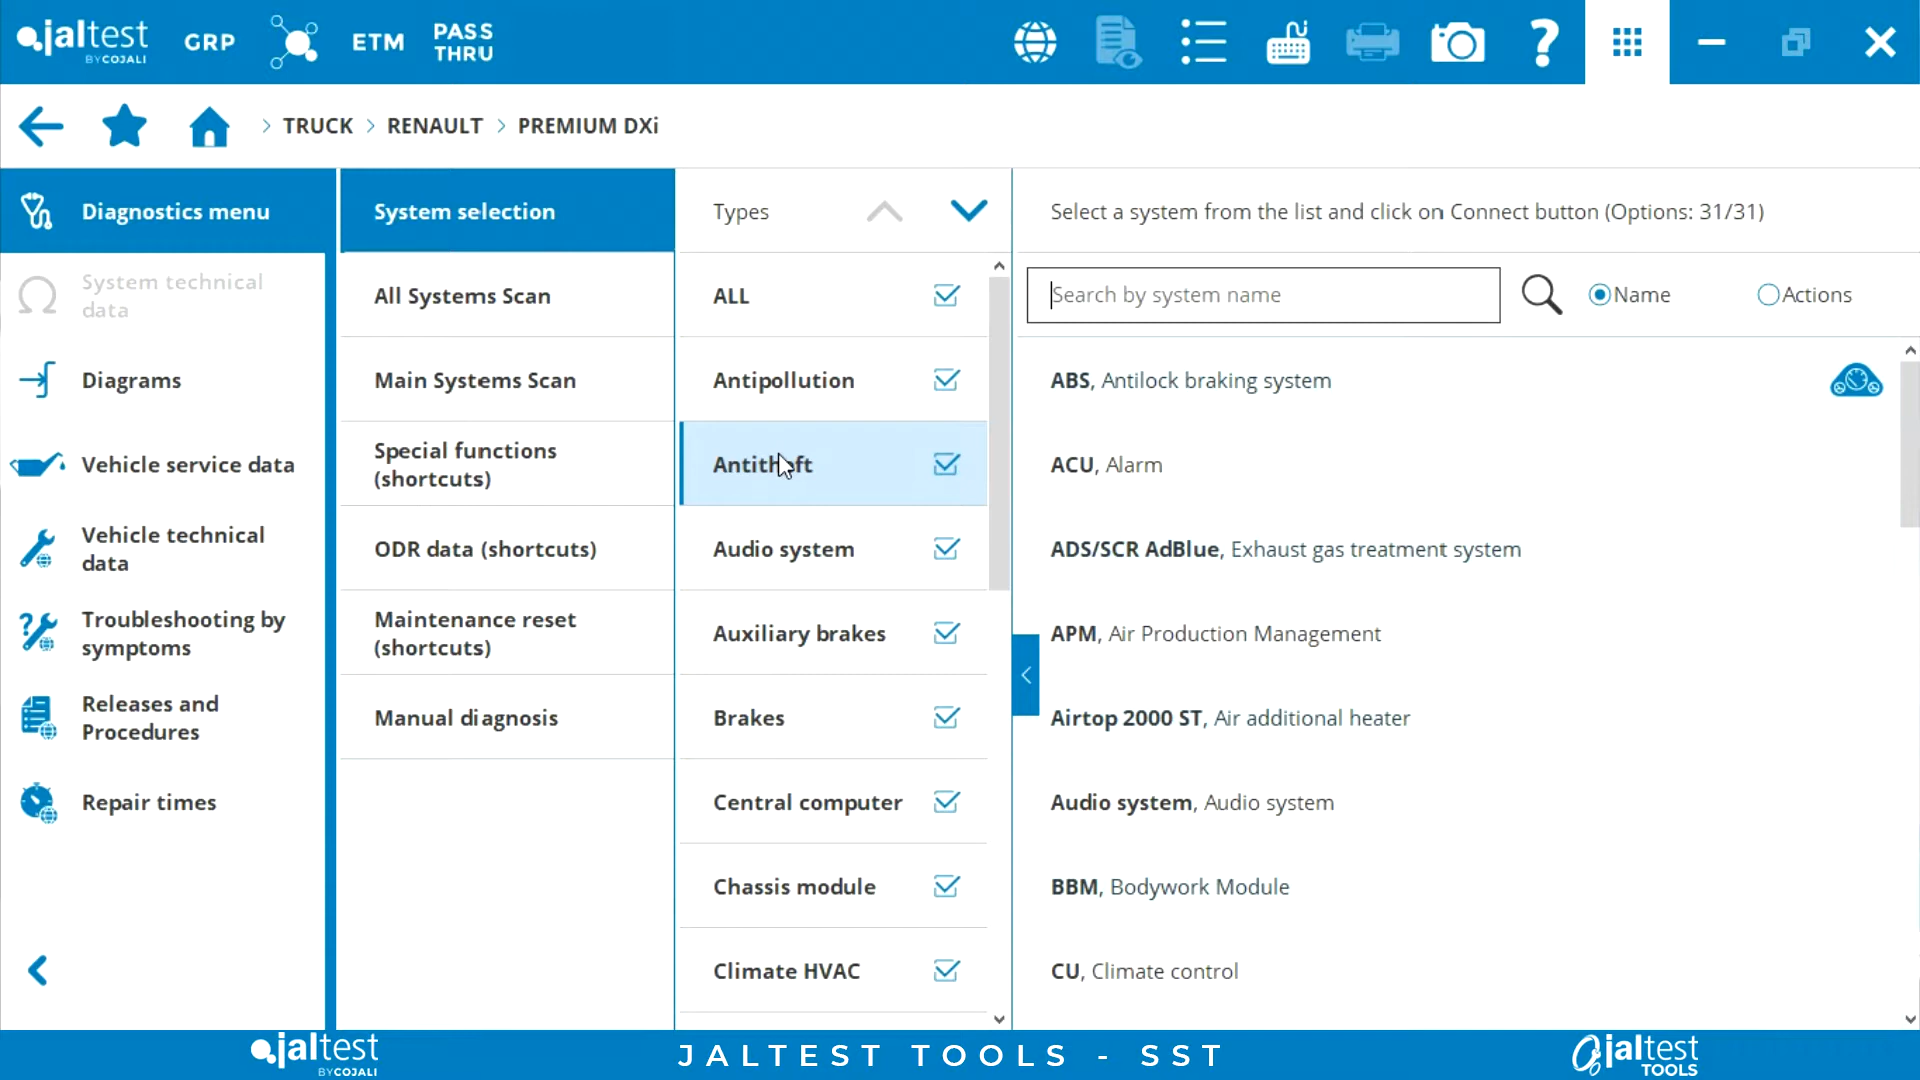 jaltest
BY COJALI
GRP
ETM
PASS
THRU
> TRUCK > RENAULT > PREMIUM DXi
Diagnostics menu
System technical
data
Diagrams
Vehicle service data
Vehicle technical
data
Troubleshooting by
symptoms
Releases and
Procedures
Repair times
System selection
All Systems Scan
Main Systems Scan
Special functions
(shortcuts)
ODR data (shortcuts)
Maintenance reset
(shortcuts)
Manual diagnosis
Types
ALL
Antipollution
Antitheft
Audio system
Auxiliary brakes
Brakes
Central computer
Chassis module
Climate HVAC
Select a system from the list and click on Connect button (Options: 31/31)
Search by system name
Name
Actions
ABS, Antilock braking system
ACU, Alarm
ADS/SCR AdBlue, Exhaust gas treatment system
APM, Air Production Management
Airtop 2000 ST, Air additional heater
Audio system, Audio system
BBM, Bodywork Module
CU, Climate control
jaltest
BY COJALI
JALTEST TOOLS - SST
jaltest
TOOLS